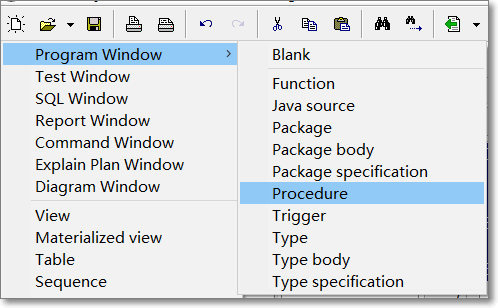 Program Window
Test Window
SQL Window
Report Window
Command Window
Explain Plan Window
Diagram Window
View
Materialized view
Table
Sequence
Blank
Function
Java source
Package
Package body
Package specification
Procedure
Trigger
Type
Type body
Type specification